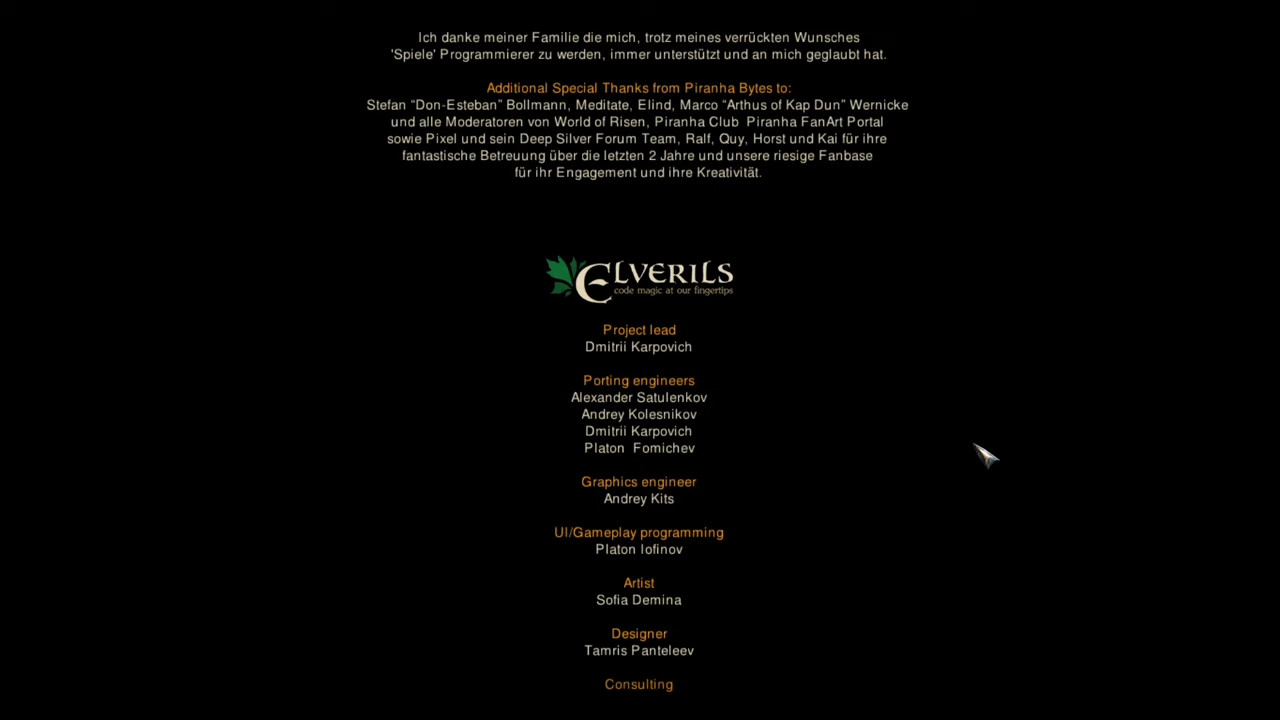 Ich danke meiner Familie die mich, trotz meines verrückten Wunsches
'Spiele' Programmierer zu werden, immer unterstützt und an mich geglaubt hat.
Additional Special Thanks from Piranha Bytes to:
Stefan “Don-Esteban” Bollmann, Meditate, Elind, Marco “Arthus of Kap Dun” Wernicke
und alle Moderatoren von World of Risen, Piranha Club  Piranha FanArt Portal
sowie Pixel und sein Deep Silver Forum Team, Ralf, Quy, Horst und Kai für ihre
fantastische Betreuung über die letzten 2 Jahre und unsere riesige Fanbase
für ihr Engagement und ihre Kreativität.
ELVERILS
code magic at our fingertips
Project lead
Dmitrii Karpovich
Porting engineers
Alexander Satulenkov
Andrey Kolesnikov
Dmitrii Karpovich
Platon  Fomichev
Graphics engineer
Andrey Kits
UI/Gameplay programming
Platon Iofinov
Artist
Sofia Demina
Designer
Tamris Panteleev
Consulting